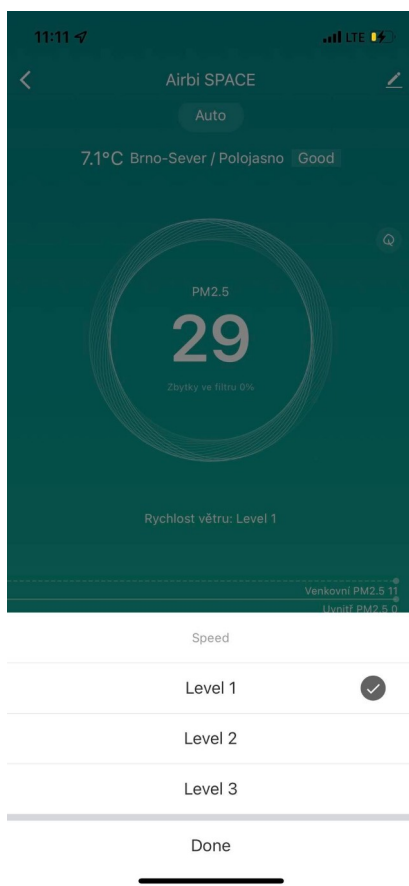 11:11 LTE
Airbi SPACE
Auto
7.1°C Brno-Sever / Polojasno Good
PM2.5
29
Zbytky ve filtru 0%
Rychlost větru: Level 1
Venkovní PM2.5 11
Uvnitř PM2.5 0
Speed
Level 1
Level 2
Level 3
Done